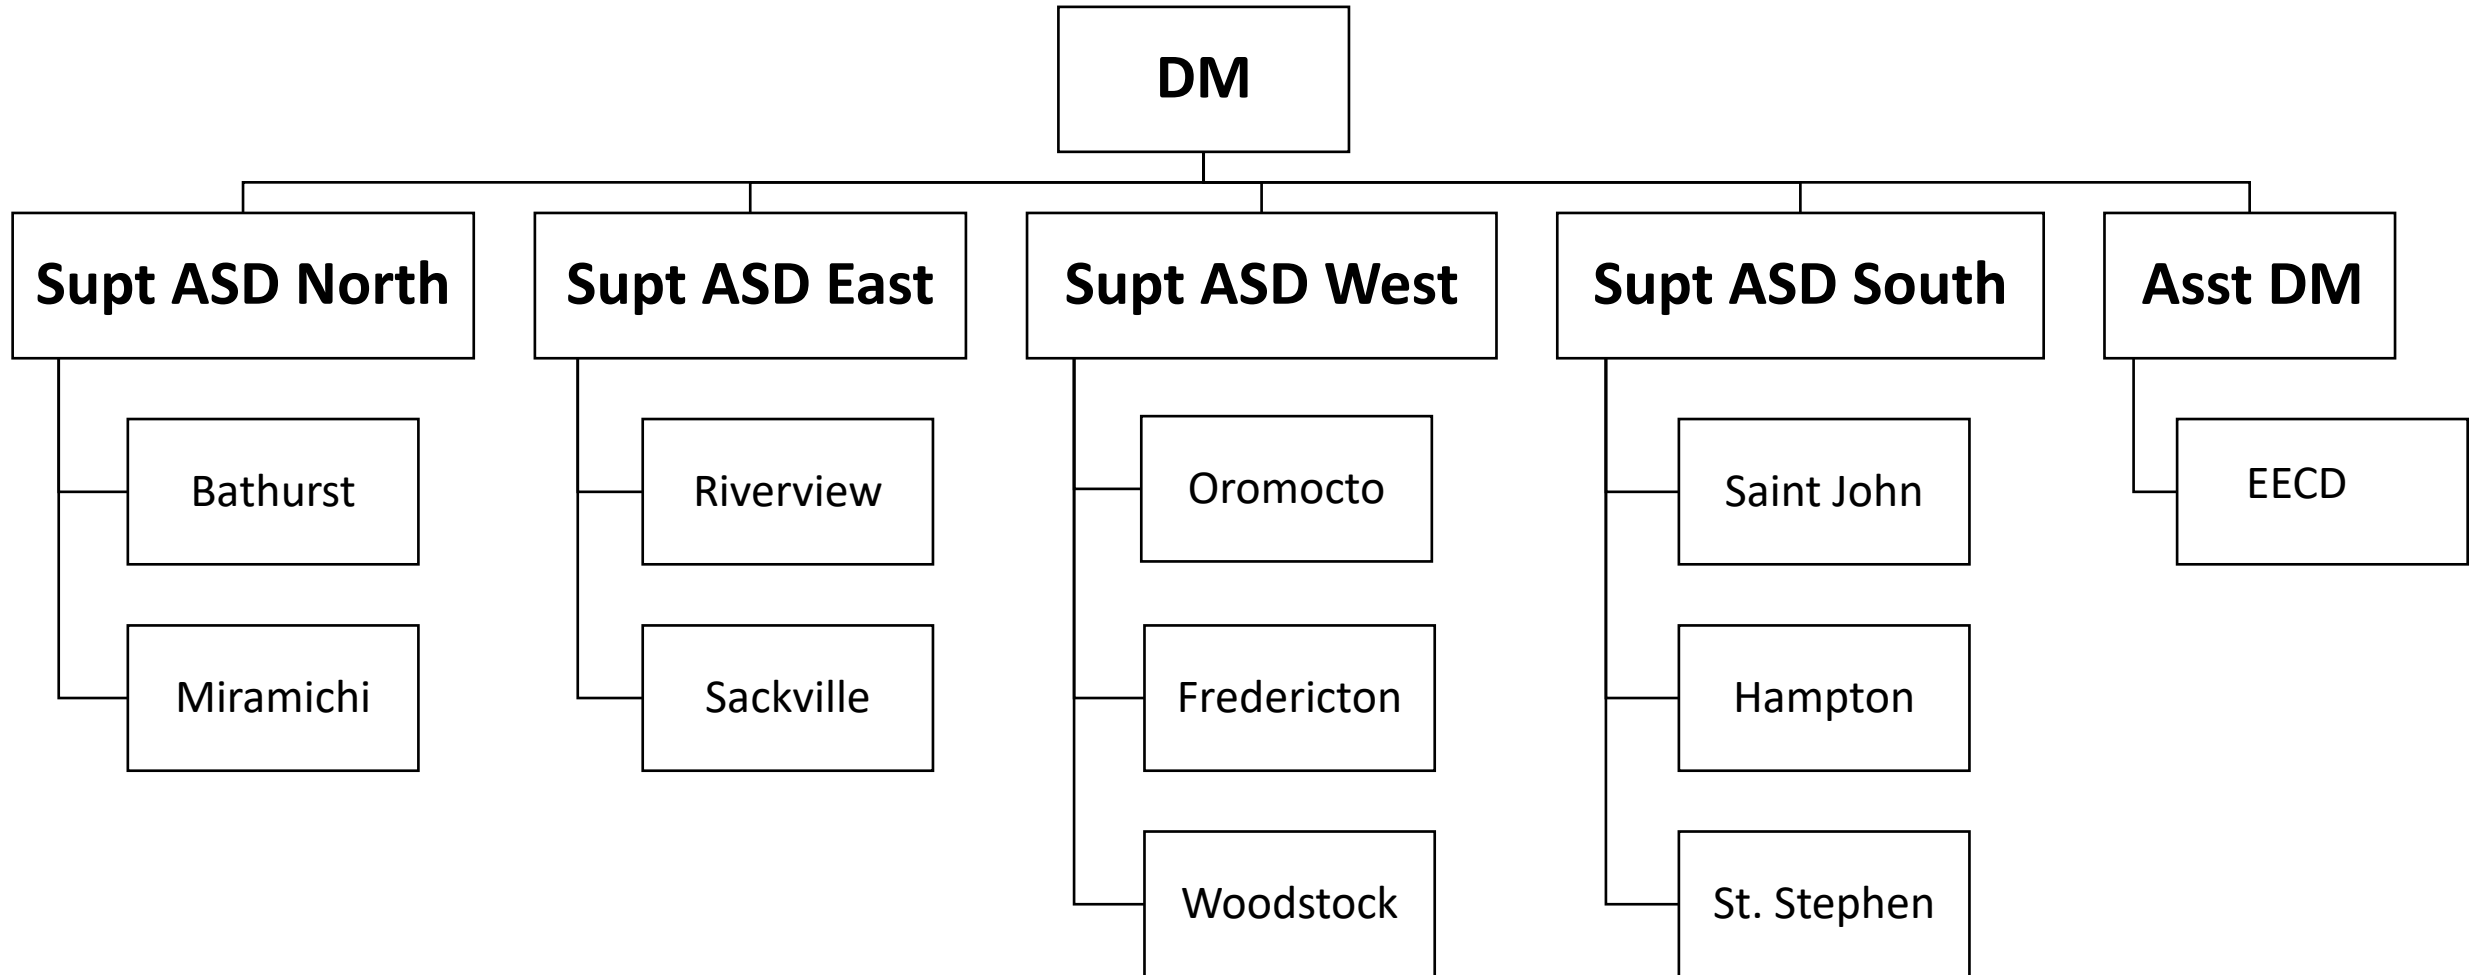 DM
Supt ASD North
Supt ASD East
Supt ASD West
Supt ASD South
Asst DM
Bathurst
Riverview
Oromocto
Saint John
EECD
Miramichi
Sackville
Fredericton
Hampton
Woodstock
St. Stephen